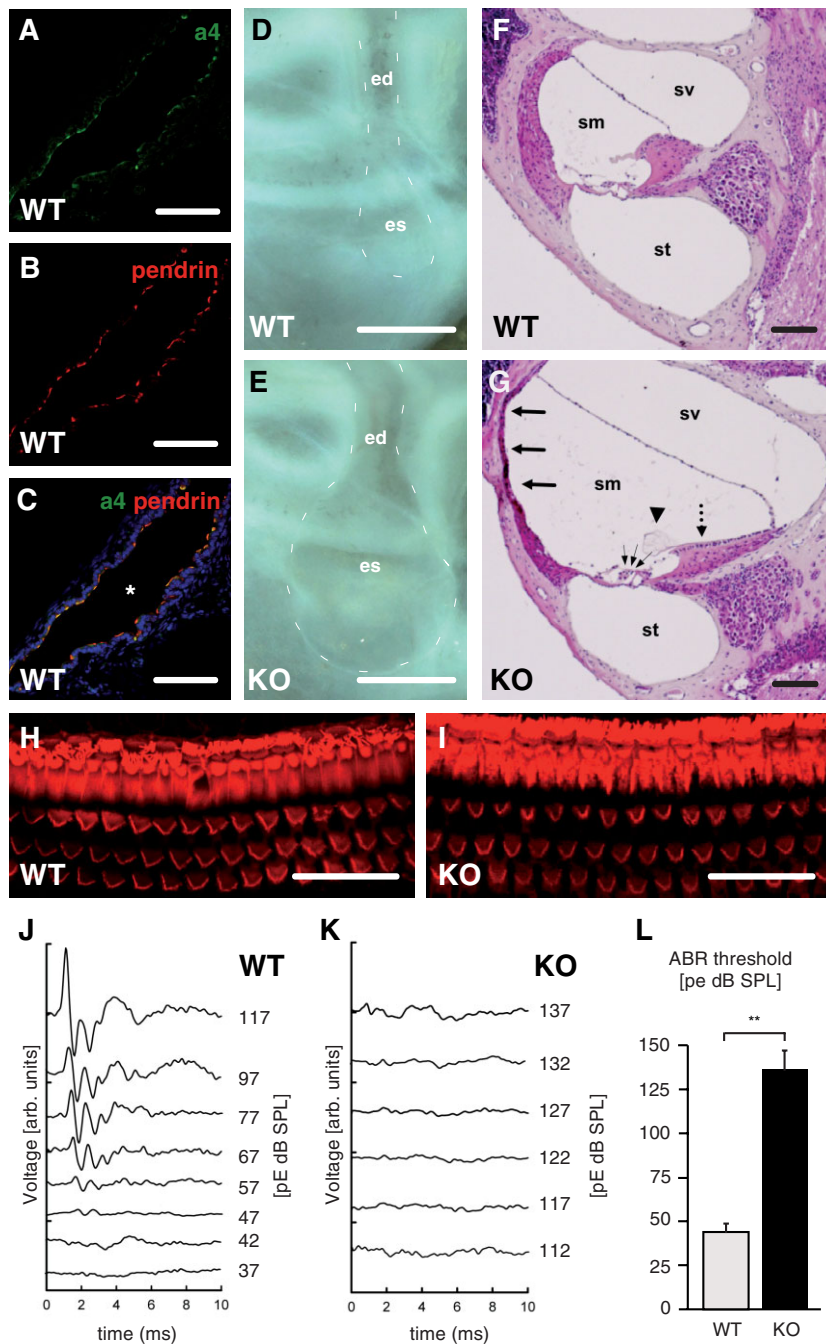 A
a4
WT
B
pendrin
WT
C
a4 pendrin
*
WT
D
ed
es
WT
E
ed
es
KO
F
sv
sm
st
WT
G
sv
sm
st
KO
H
WT
I
KO
J
WT
Voltage [arb. units]
117
97
77
67
57
47
42
37
[pE dB SPL]
0 2 4 6 8 10
time (ms)
K
KO
Voltage [arb. units]
137
132
127
122
117
112
[pE dB SPL]
0 2 4 6 8 10
time (ms)
L
ABR threshold
[pe dB SPL]
**
150
125
100
75
50
25
0
WT KO